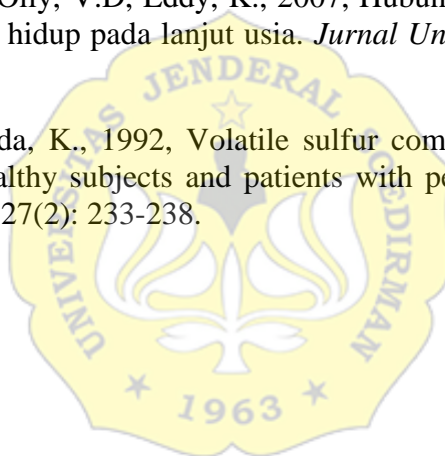 V.D, Eddy, K., 2007, Hubun
hidup pada lanjut usia. Jurnal Un
da, K., 1992, Volatile sulfur com
althy subjects and patients with pe
27(2): 233-238.
UNIVERSITAS JENDERAL SOEDIRMAN
1963